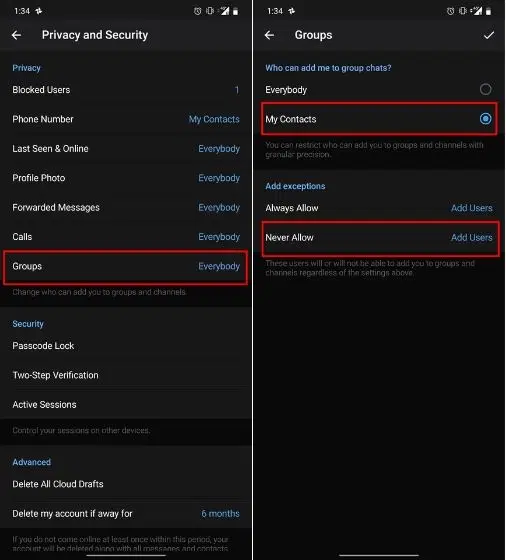 1:34
Privacy and Security
Privacy
Blocked Users 1
Phone Number My Contacts
Last Seen & Online Everybody
Profile Photo Everybody
Forwarded Messages Everybody
Calls Everybody
Groups Everybody
Change who can add you to groups and channels.
Security
Passcode Lock
Two-Step Verification
Active Sessions
Control your sessions on other devices.
Advanced
Delete All Cloud Drafts
Delete my account if away for 6 months
If you do not come online at least once within this period, your
account will be deleted along with all messages and contacts.
1:34
Groups
Who can add me to group chats?
Everybody
My Contacts
You can restrict who can add you to groups and channels with
granular precision.
Add exceptions
Always Allow Add Users
Never Allow Add Users
These users will or will not be able to add you to groups and
channels regardless of the settings above.